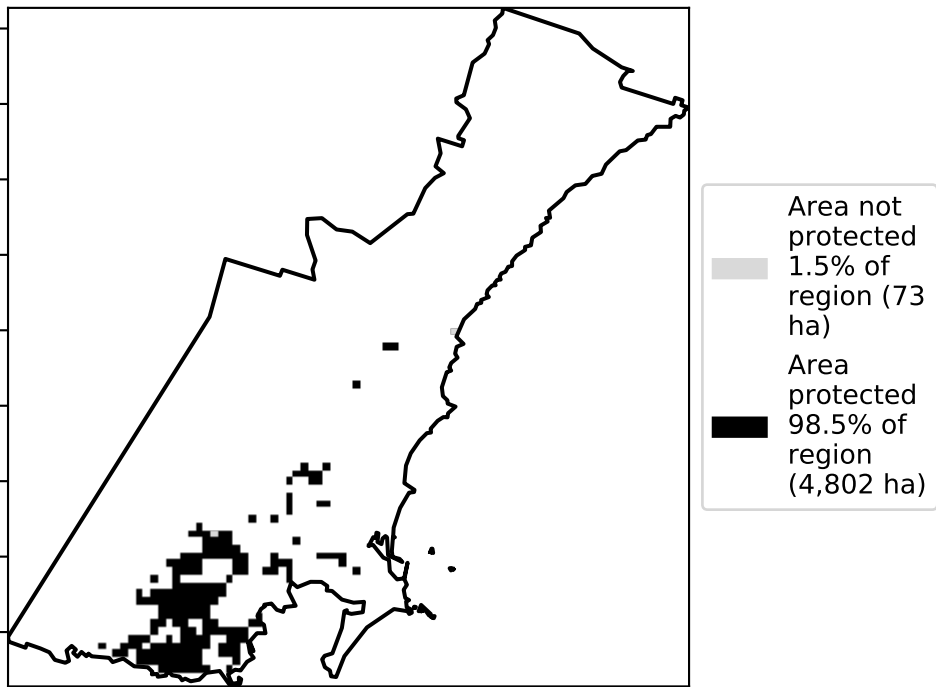 Area not
protected
1.5% of
region (73
ha)
Area
protected
98.5% of
region
(4,802 ha)